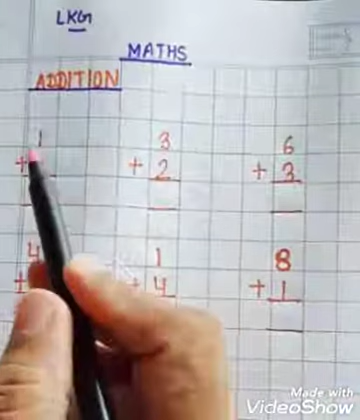 LKG
MATHS
ADDITION
1 3 6
+ + 2 + 3
4 1 8
+ + 4 + 1
Made with
VideoShow